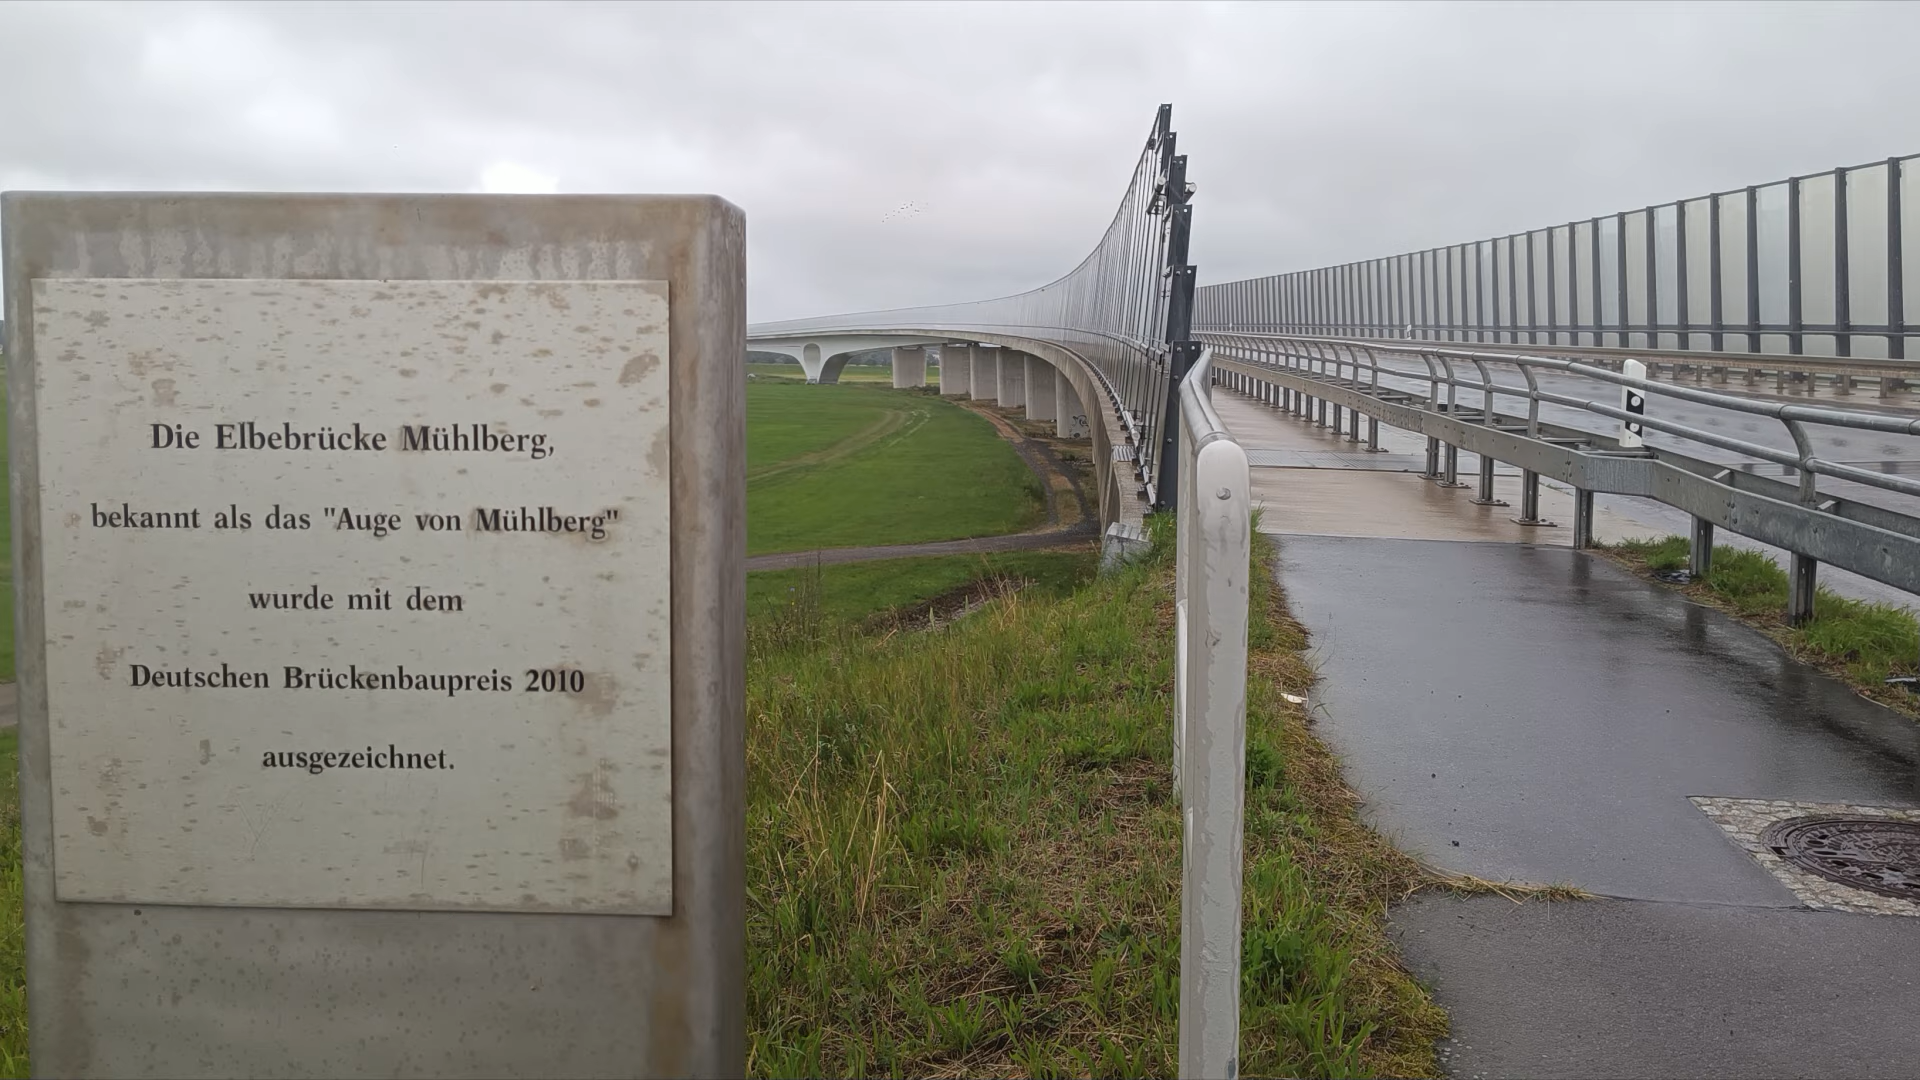 Die Elbebrücke Mühlberg,
bekannt als das "Auge von Mühlberg"
wurde mit dem
Deutschen Brückenbaupreis 2010
ausgezeichnet.